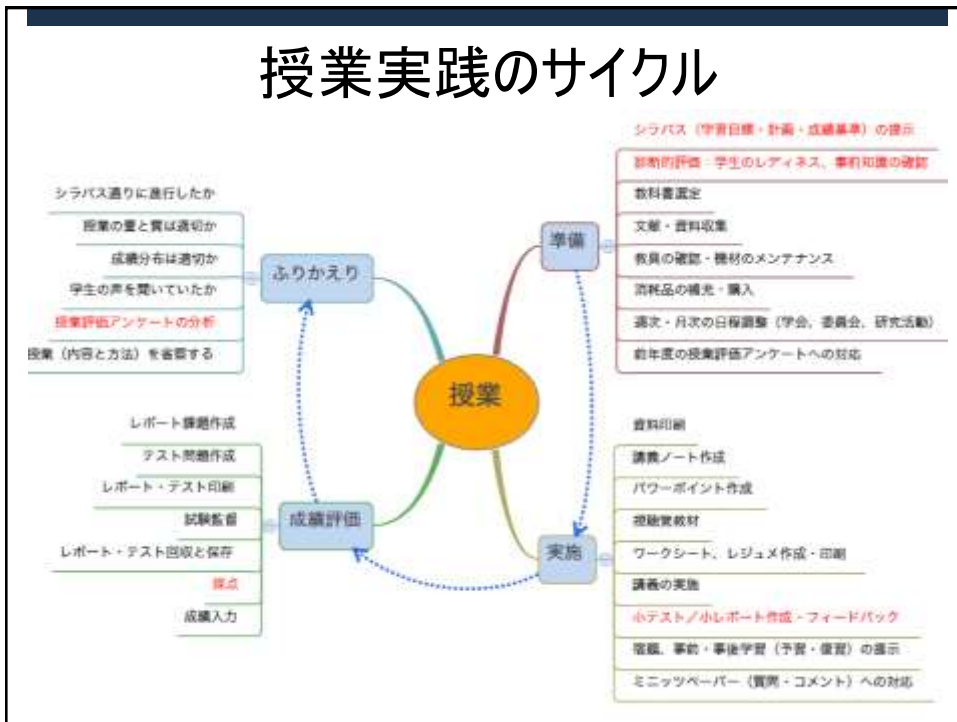 授業実践のサイクル
授業
準備
シラバス（学習目標・計画・成績基準）の提示
診断的評価：学生のレディネス、事前知識の確認
教科書選定
文献・資料収集
教具の確認・機材のメンテナンス
消耗品の補充・購入
週次・月次の日程調整（学会、委員会、研究活動）
前年度の授業評価アンケートへの対応
実施
資料印刷
講義ノート作成
パワーポイント作成
視聴覚教材
ワークシート、レジュメ作成・印刷
講義の実施
小テスト／小レポート作成・フィードバック
宿題、事前・事後学習（予習・復習）の提示
ミニッツペーパー（質問・コメント）への対応
成績評価
レポート課題作成
テスト問題作成
レポート・テスト印刷
試験監督
レポート・テスト回収と保存
採点
成績入力
ふりかえり
シラバス通りに進行したか
授業の量と質は適切か
成績分布は適切か
学生の声を聞いていたか
授業評価アンケートの分析
授業（内容と方法）を省察する